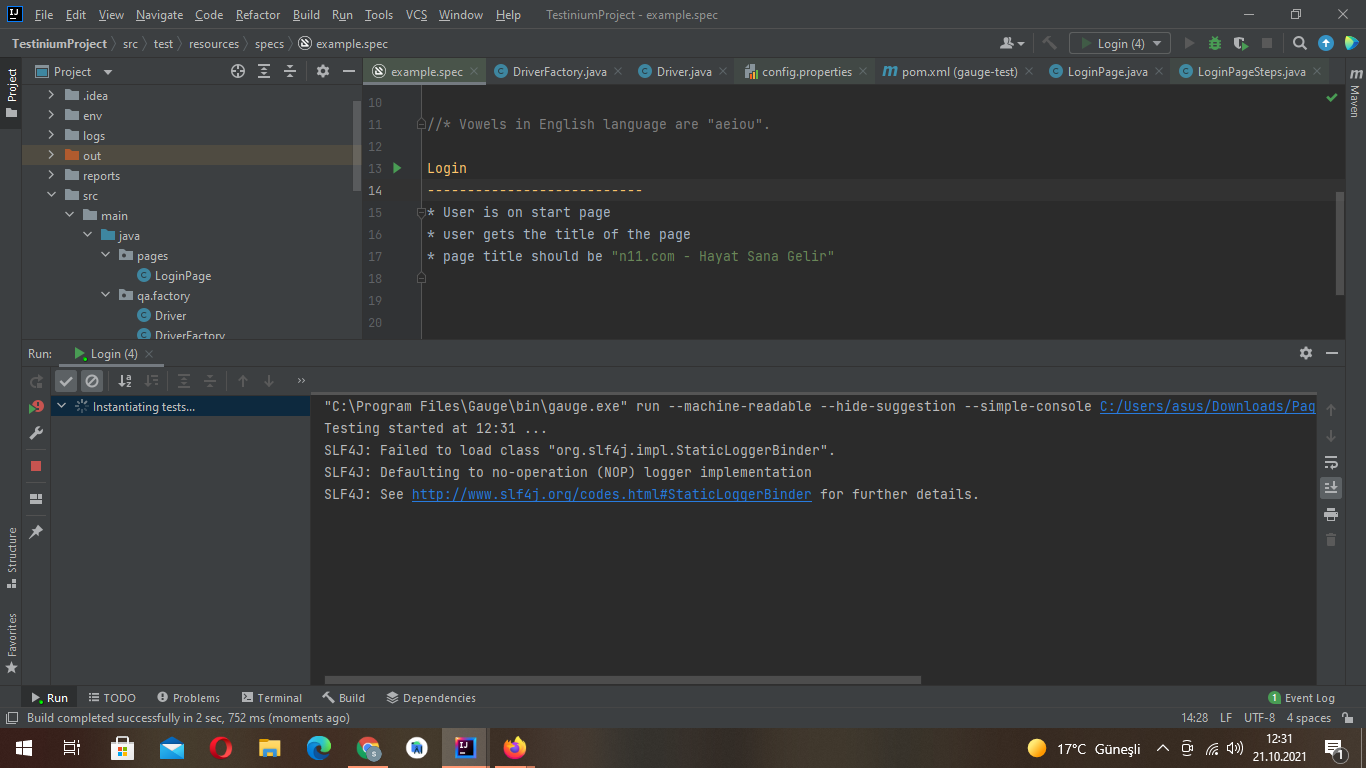 File Edit View Navigate Code Refactor Build Run Tools VCS Window Help TestiniumProject - example.spec
TestiniumProject src test resources specs example.spec
Login (4)
Project
example.spec DriverFactory.java Driver.java config.properties pom.xml (gauge-test) LoginPage.java LoginPageSteps.java
Project
Maven
.idea
env
logs
out
reports
src
main
java
pages
LoginPage
qa.factory
Driver
DriverFactory
10
11 //* Vowels in English language are "aeiou".
12
13 Login
14 ---------------------------
15 * User is on start page
16 * user gets the title of the page
17 * page title should be "n11.com - Hayat Sana Gelir"
18
19
20
Run: Login (4)
Instantiating tests...
"C:\Program Files\Gauge\bin\gauge.exe" run --machine-readable --hide-suggestion --simple-console C:/Users/asus/Downloads/Pag
Testing started at 12:31 ...
SLF4J: Failed to load class "org.slf4j.impl.StaticLoggerBinder".
SLF4J: Defaulting to no-operation (NOP) logger implementation
SLF4J: See http://www.slf4j.org/codes.html#StaticLoggerBinder for further details.
Structure
Favorites
Run TODO Problems Terminal Build Dependencies 1 Event Log
Build completed successfully in 2 sec, 752 ms (moments ago) 14:28 LF UTF-8 4 spaces
17°C Güneşli 12:31
21.10.2021
1